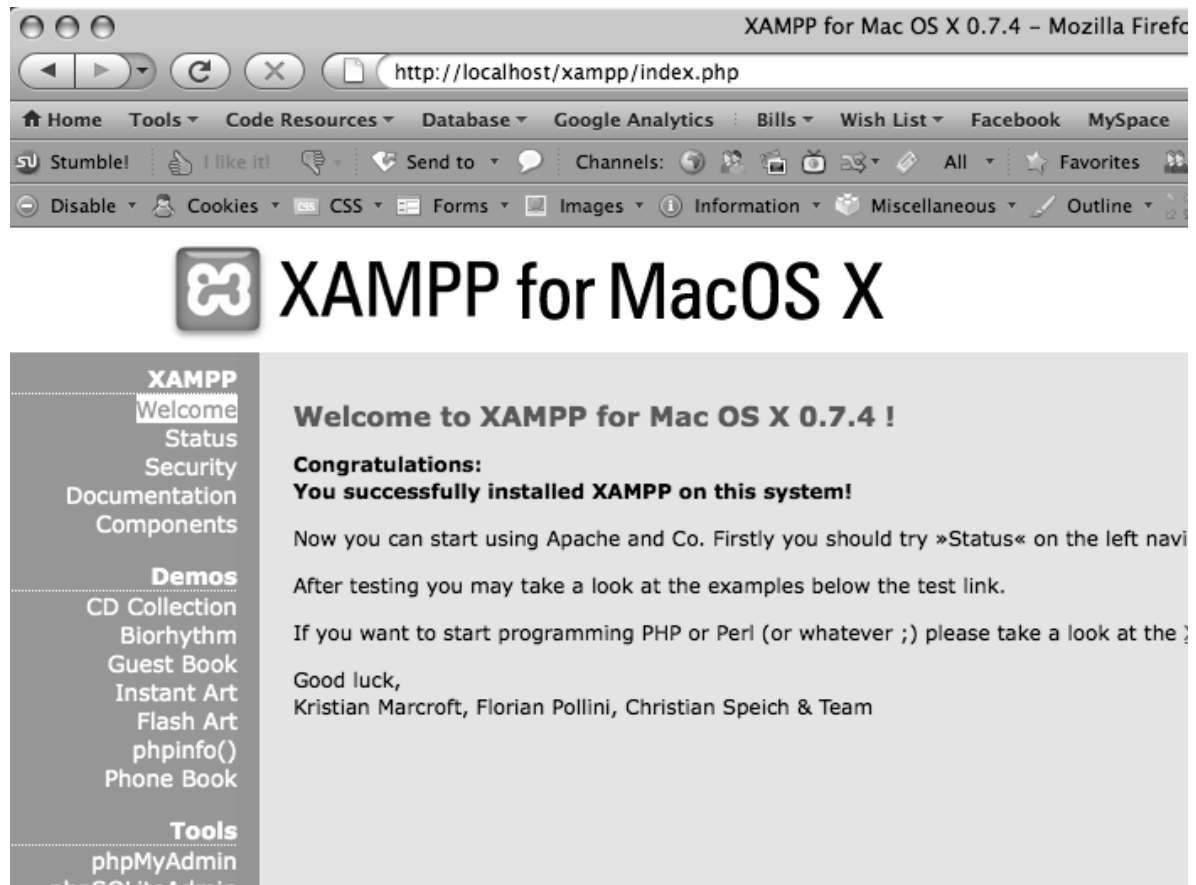 XAMPP for Mac OS X 0.7.4 – Mozilla Firefo
http://localhost/xampp/index.php
Home Tools Code Resources Database Google Analytics Bills Wish List Facebook MySpace
Stumble! I like it! Send to Channels: All Favorites
Disable Cookies CSS Forms Images Information Miscellaneous Outline
XAMPP for MacOS X
XAMPP
Welcome
Status
Security
Documentation
Components
Demos
CD Collection
Biorhythm
Guest Book
Instant Art
Flash Art
phpinfo()
Phone Book
Tools
phpMyAdmin
phpSQLiteAdmin
Welcome to XAMPP for Mac OS X 0.7.4 !
Congratulations:
You successfully installed XAMPP on this system!
Now you can start using Apache and Co. Firstly you should try »Status« on the left navi
After testing you may take a look at the examples below the test link.
If you want to start programming PHP or Perl (or whatever ;) please take a look at the
Good luck,
Kristian Marcroft, Florian Pollini, Christian Speich & Team